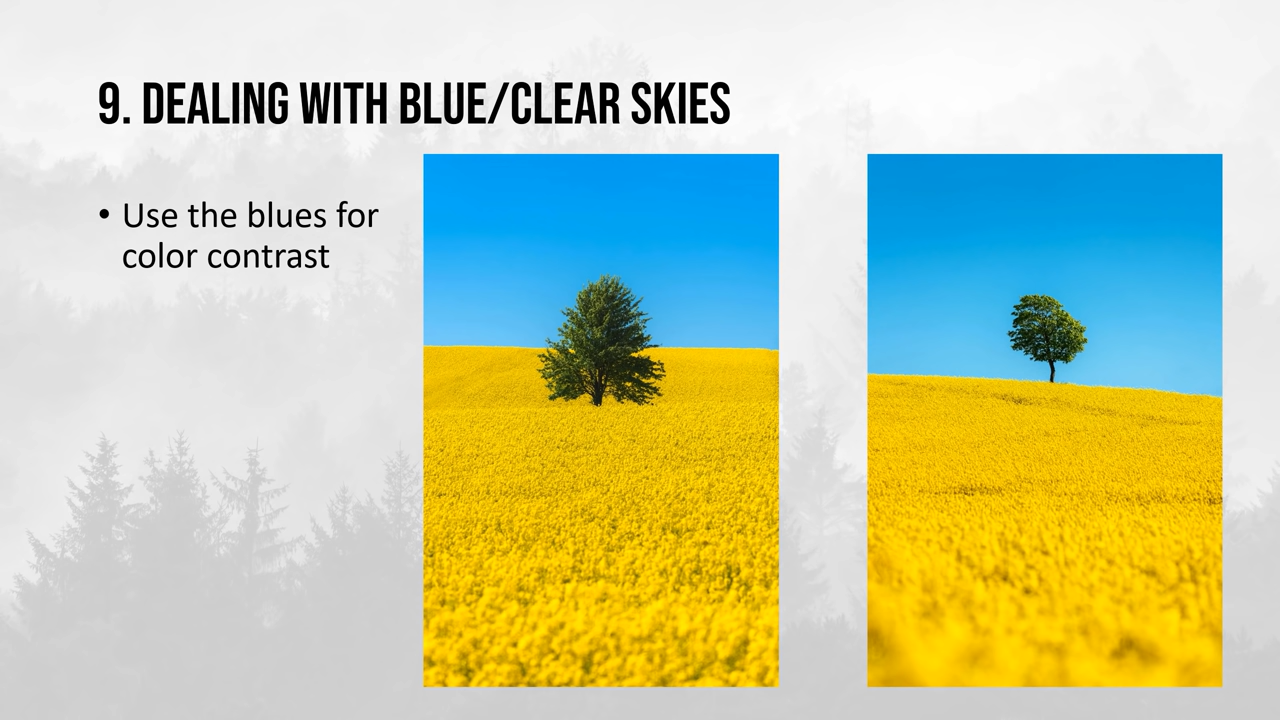 9. DEALING WITH BLUE/CLEAR SKIES
• Use the blues for
color contrast